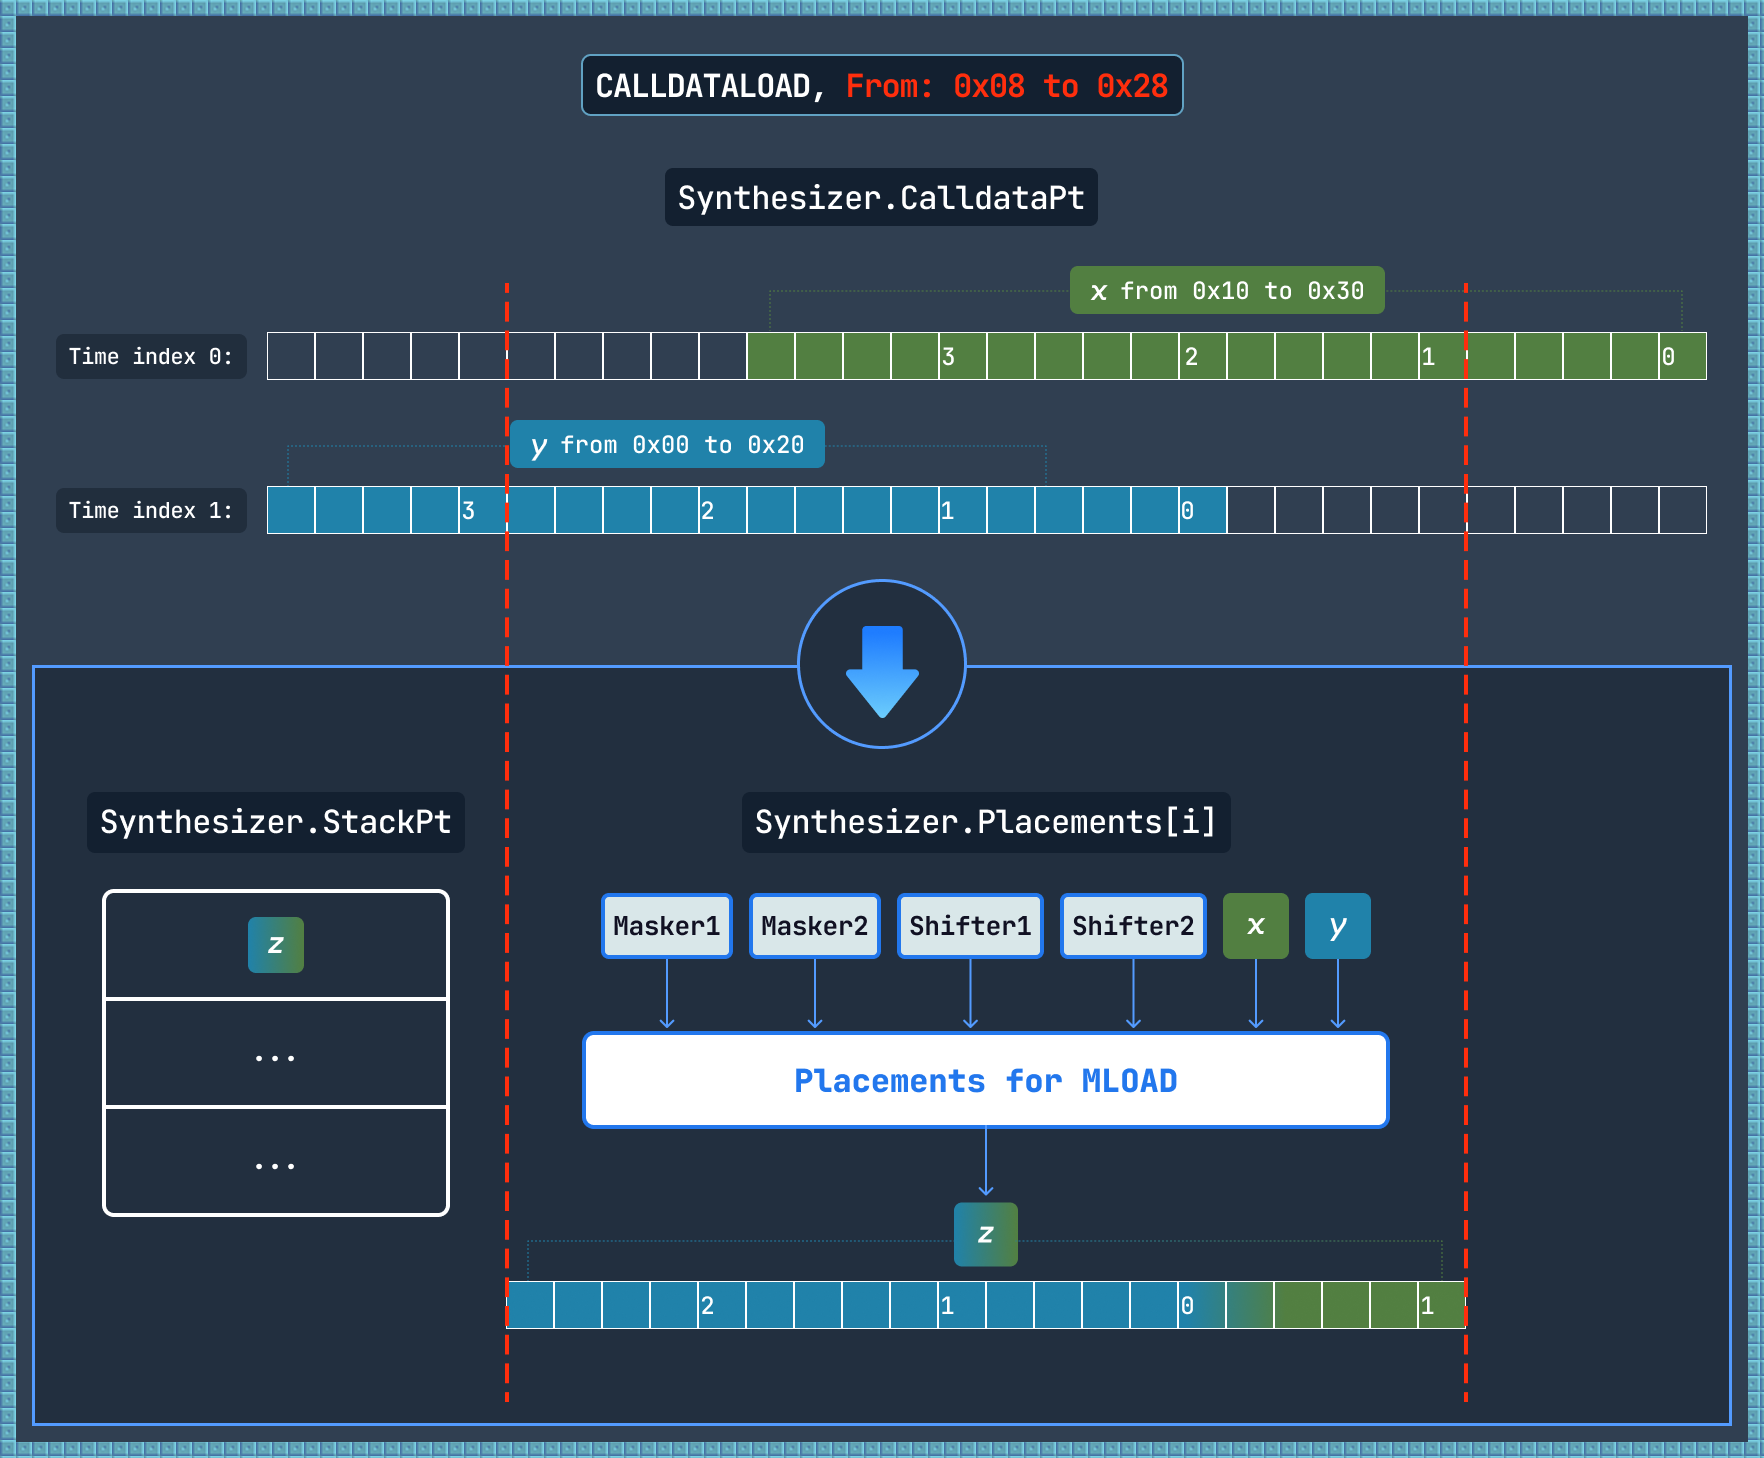 CALLDATALOAD, From: 0x08 to 0x28
Synthesizer.CalldataPt
x from 0x10 to 0x30
Time index 0:
3 2 1 0
y from 0x00 to 0x20
Time index 1:
3 2 1 0
Synthesizer.StackPt
z
...
...
Synthesizer.Placements[i]
Masker1 Masker2 Shifter1 Shifter2 x y
Placements for MLOAD
z
2 1 0 1